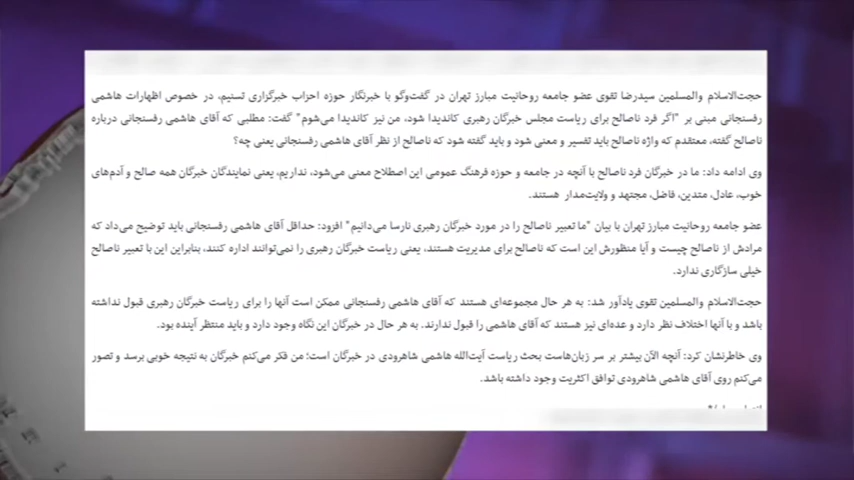 حجت‌الاسلام والمسلمین سیدرضا تقوی عضو جامعه روحانیت مبارز تهران در گفت‌وگو با خبرنگار حوزه احزاب خبرگزاری تسنیم، در خصوص اظهارات هاشمی
رفسنجانی مبنی بر "اگر فرد ناصالح برای ریاست مجلس خبرگان رهبری کاندیدا شود، من نیز کاندیدا می‌شوم" گفت: مطلبی که آقای هاشمی رفسنجانی درباره
ناصالح گفته، معتقدم که واژه ناصالح باید تفسیر و معنی شود و باید گفته شود که ناصالح از نظر آقای هاشمی رفسنجانی یعنی چه؟
وی ادامه داد: ما در خبرگان فرد ناصالح با آنچه در جامعه و حوزه فرهنگ عمومی این اصطلاح معنی می‌شود، نداریم، یعنی نمایندگان خبرگان همه صالح و آدم‌های
خوب، عادل، متدین، فاضل، مجتهد و ولایت‌مدار هستند.
عضو جامعه روحانیت مبارز تهران با بیان "ما تعبیر ناصالح را در مورد خبرگان رهبری نارسا می‌دانیم" افزود: حداقل آقای هاشمی رفسنجانی باید توضیح می‌داد که
مرادش از ناصالح چیست و آیا منظورش این است که ناصالح برای مدیریت هستند، یعنی ریاست خبرگان رهبری را نمی‌توانند اداره کنند، بنابراین این با تعبیر ناصالح
خیلی سازگاری ندارد.
حجت‌الاسلام والمسلمین تقوی یادآور شد: به هر حال مجموعه‌ای هستند که آقای هاشمی رفسنجانی ممکن است آنها را برای ریاست خبرگان رهبری قبول نداشته
باشد و با آنها اختلاف نظر دارد و عده‌ای نیز هستند که آقای هاشمی را قبول ندارند. به هر حال در خبرگان این نگاه وجود دارد و باید منتظر آینده بود.
وی خاطرنشان کرد: آنچه الآن بیشتر بر سر زبان‌هاست بحث ریاست آیت‌الله هاشمی شاهرودی در خبرگان است؛ من فکر می‌کنم خبرگان به نتیجه خوبی برسد و تصور
می‌کنم روی آقای هاشمی شاهرودی توافق اکثریت وجود داشته باشد.